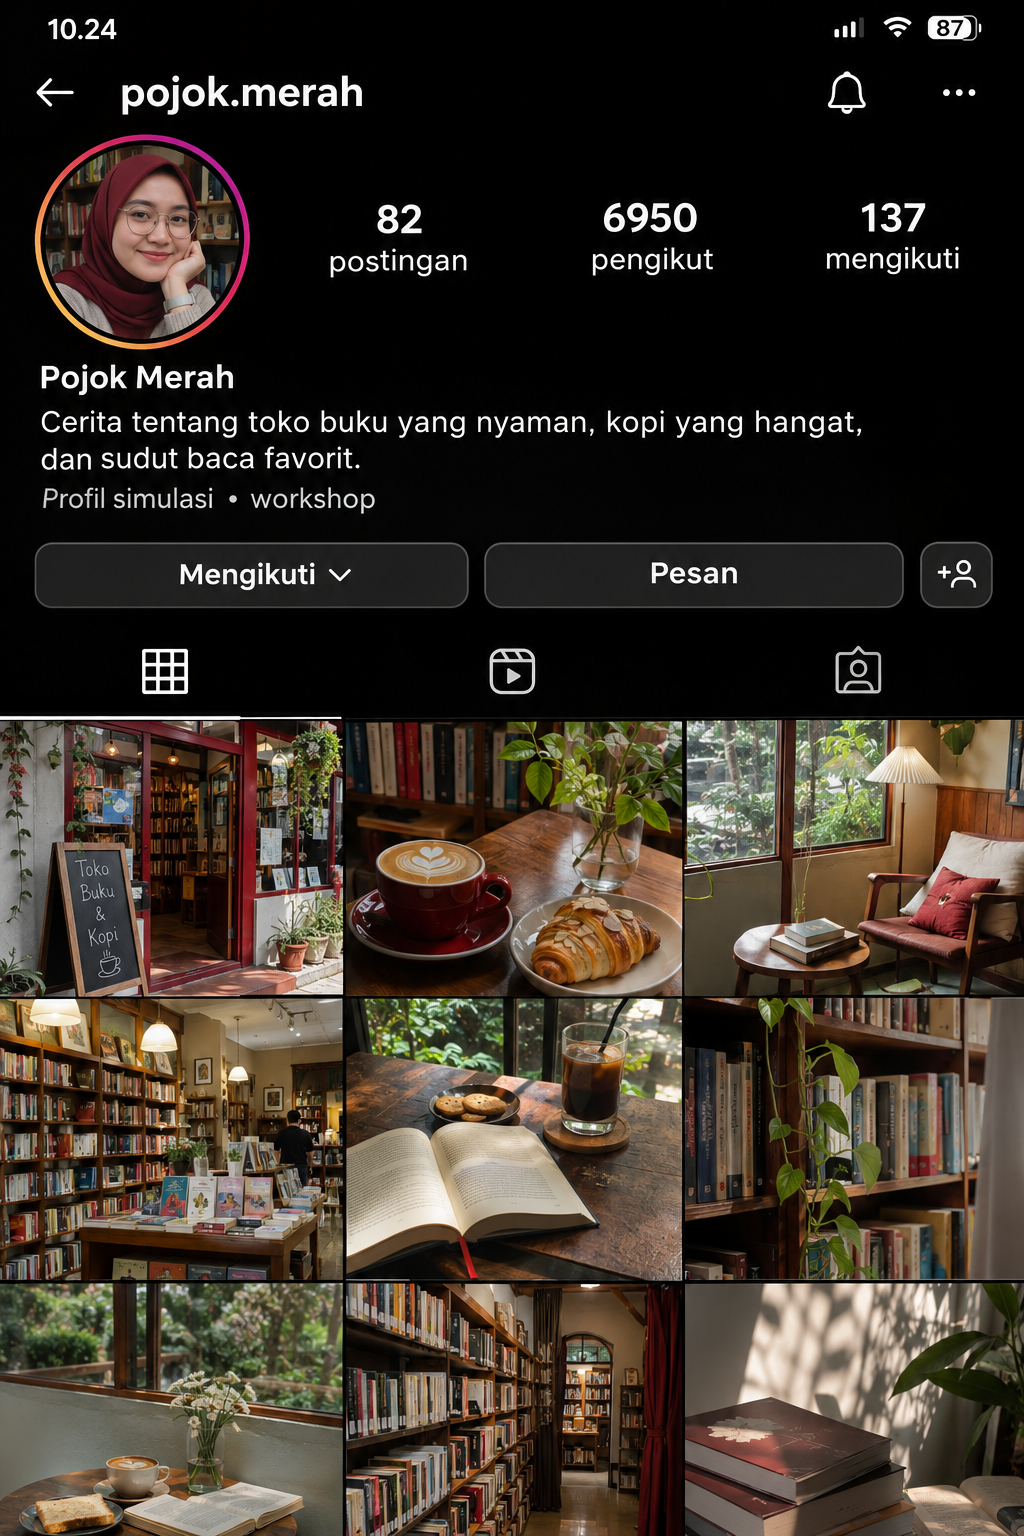 10.24
87
pojok.merah
82
postingan
6950
pengikut
137
mengikuti
Pojok Merah
Cerita tentang toko buku yang nyaman, kopi yang hangat,
dan sudut baca favorit.
Profil simulasi • workshop
Mengikuti
Pesan
Toko
Buku
&
Kopi